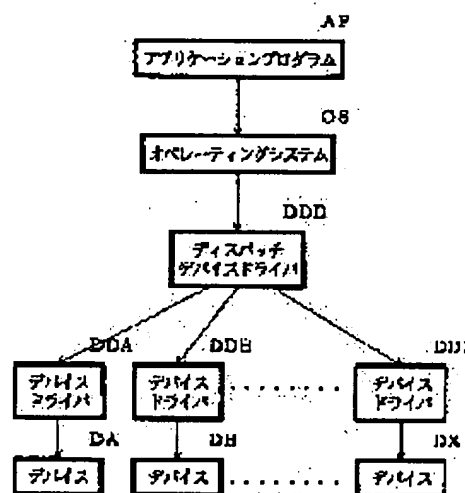 AP
アプリケーションプログラム
OS
オペレーティングシステム
DDD
ディスパッチ
デバイスドライバ
DDA DDB
デバイス デバイス デバイス
ドライバ ドライバ ドライバ
DA DB DX
デバイス デバイス デバイス